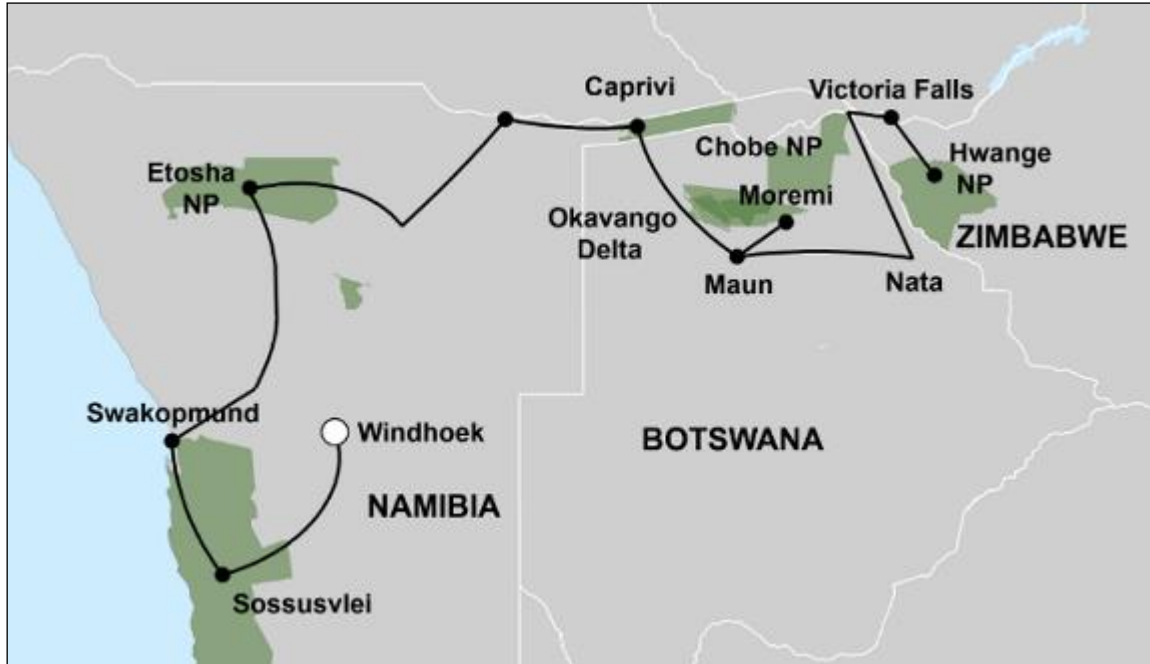 Caprivi
Victoria Falls
Etosha
NP
Chobe NP
Hwange
NP
Moremi
Okavango
Delta
ZIMBABWE
Maun
Nata
Swakopmund
Windhoek
BOTSWANA
NAMIBIA
Sossusvlei